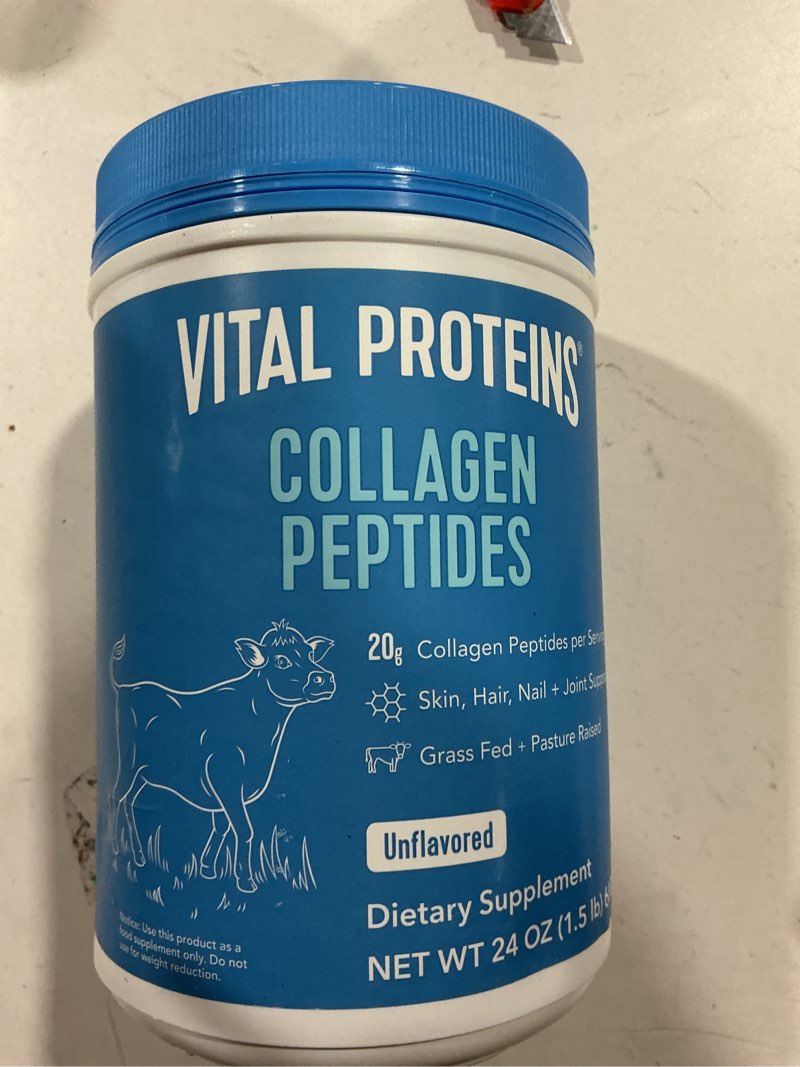 VITAL PROTEINS®
COLLAGEN
PEPTIDES
20g Collagen Peptides per
Skin, Hair, Nail + Joint
Grass Fed + Pasture Raised
Unflavored
Dietary Supplement
NET WT 24 OZ (1.5 lb)
Notice: Use this product as a
food supplement only. Do not
use for weight reduction.